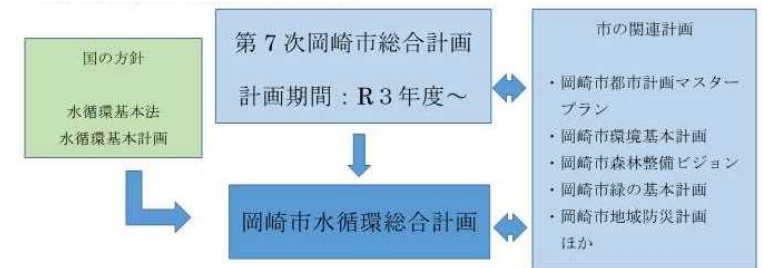 国の方針
水循環基本法
水循環基本計画
第7次岡崎市総合計画
計画期間：R3年度～
岡崎市水循環総合計画
市の関連計画
・岡崎市都市計画マスター
プラン
・岡崎市環境基本計画
・岡崎市森林整備ビジョン
・岡崎市緑の基本計画
・岡崎市地域防災計画
ほか